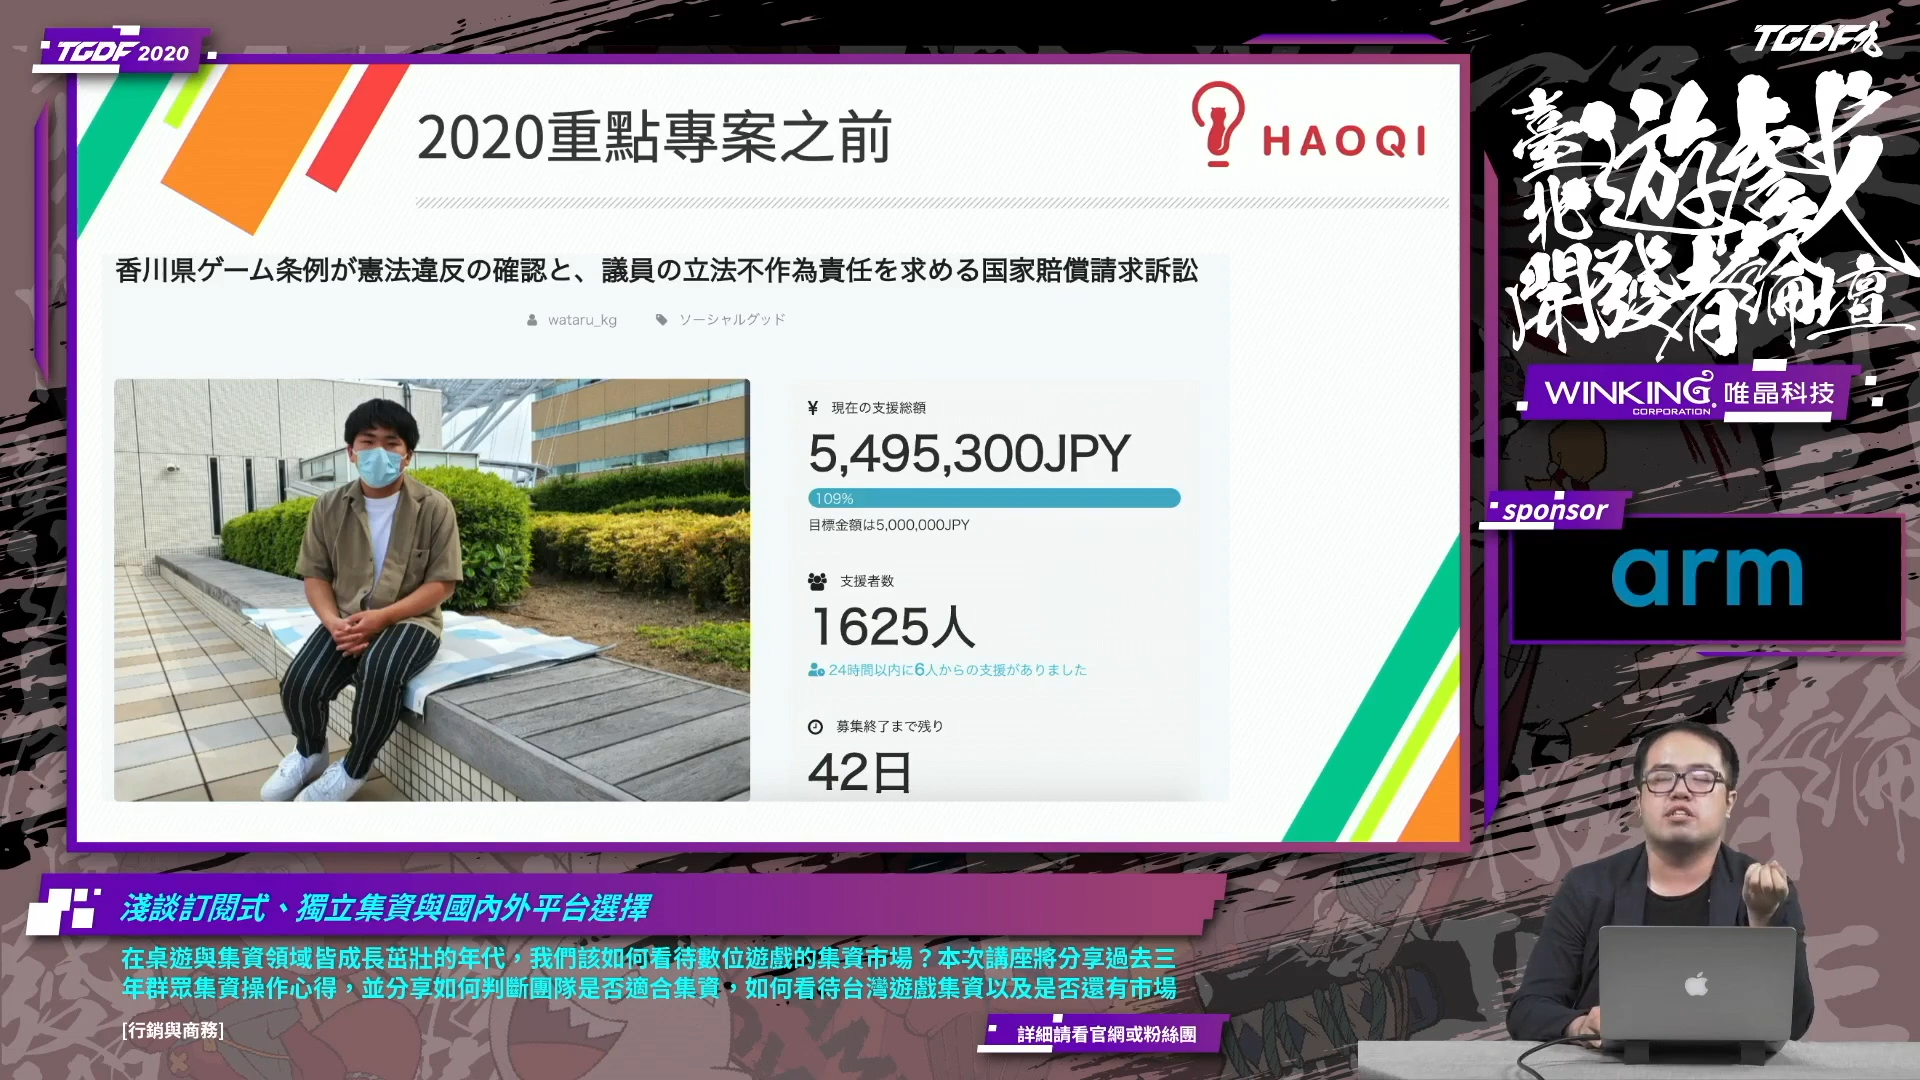 TGDF 2020
2020重點專案之前
HAOQI
香川県ゲーム条例が憲法違反の確認と、議員の立法不作為責任を求める国家賠償請求訴訟
wataru_kg ソーシャルグッド
¥ 現在の支援総額
5,495,300JPY
109%
目標金額は5,000,000JPY
支援者数
1625人
24時間以内に6人からの支援がありました
募集終了まで残り
42日
TGDF
臺北遊戲開發者論壇
WINKING CORPORATION 唯晶科技
sponsor
arm
淺談訂閱式、獨立集資與國內外平台選擇
在桌遊與集資領域皆成長茁壯的年代，我們該如何看待數位遊戲的集資市場？本次講座將分享過去三
年群眾集資操作心得，並分享如何判斷團隊是否適合集資，如何看待台灣遊戲集資以及是否還有市場
[行銷與商務]
詳細請看官網或粉絲團